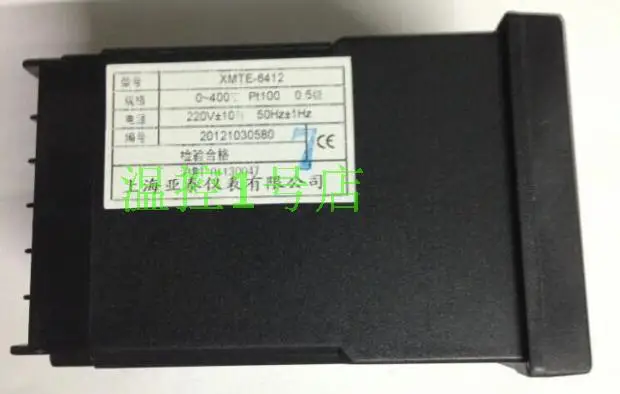 型号 XMTE-6412
规格 0~400℃ Pt100 0.5级
电源 220V±10% 50Hz±1Hz
编号 20121030580
7
CE
检验合格
上海亚泰仪表有限公司
温控1号店